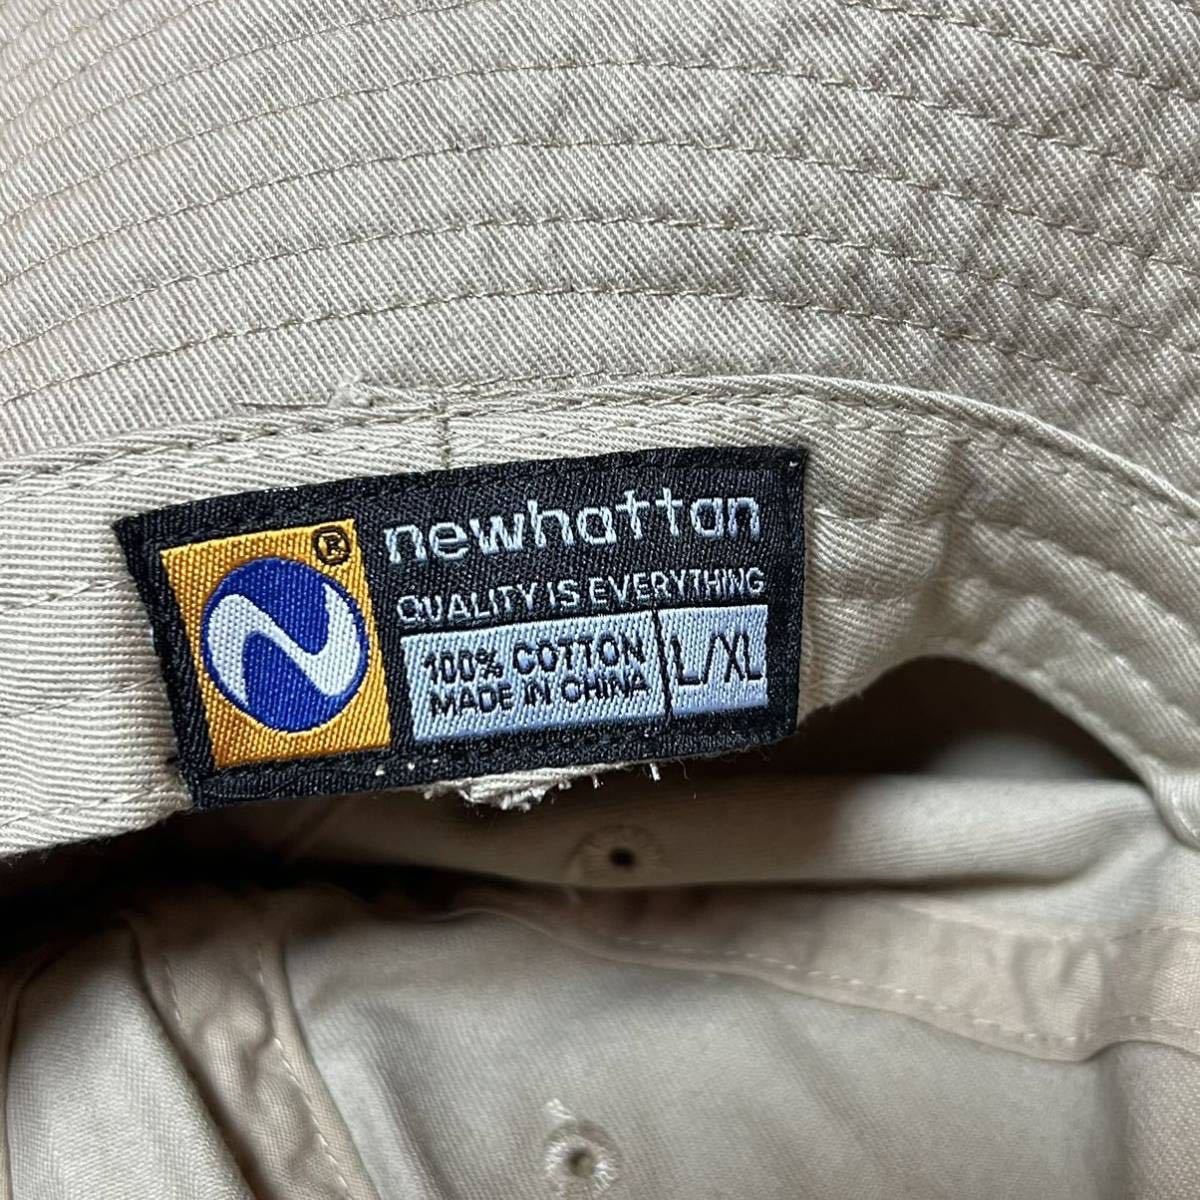 ®
newhattan
QUALITY IS EVERYTHING
100% COTTON
MADE IN CHINA
L/XL